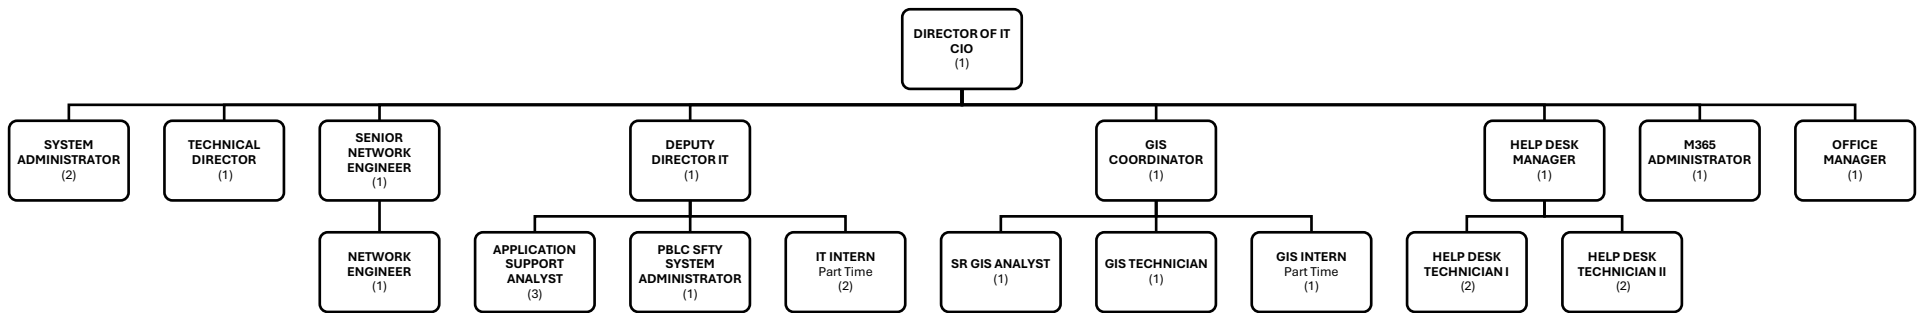 DIRECTOR OF IT
CIO
(1)
SYSTEM
ADMINISTRATOR
(2)
TECHNICAL
DIRECTOR
(1)
SENIOR
NETWORK
ENGINEER
(1)
DEPUTY
DIRECTOR IT
(1)
GIS
COORDINATOR
(1)
HELP DESK
MANAGER
(1)
M365
ADMINISTRATOR
(1)
OFFICE
MANAGER
(1)
NETWORK
ENGINEER
(1)
APPLICATION
SUPPORT
ANALYST
(3)
PBLC SFTY
SYSTEM
ADMINISTRATOR
(1)
IT INTERN
Part Time
(2)
SR GIS ANALYST
(1)
GIS TECHNICIAN
(1)
GIS INTERN
Part Time
(1)
HELP DESK
TECHNICIAN I
(2)
HELP DESK
TECHNICIAN II
(2)